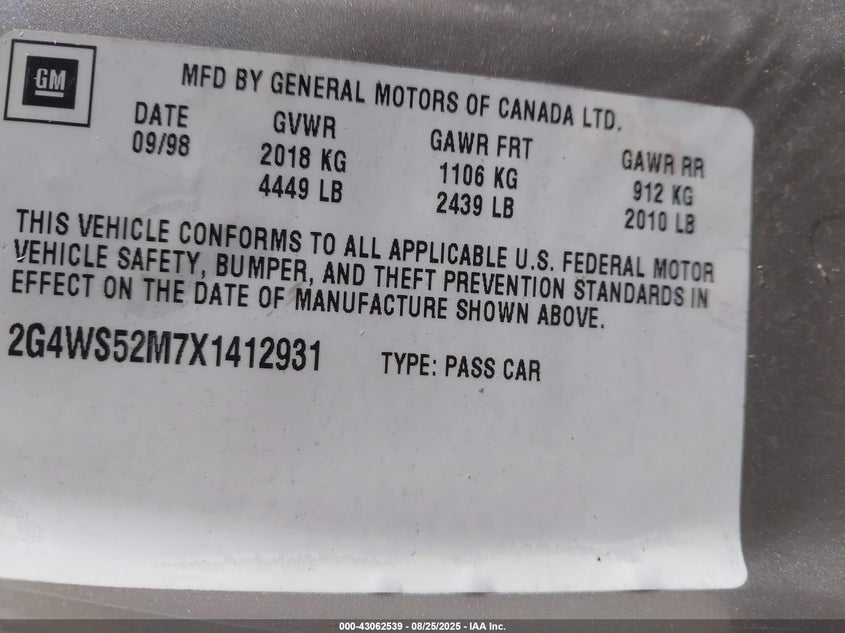 GM
MFD BY GENERAL MOTORS OF CANADA LTD.
DATE GVWR GAWR FRT GAWR RR
09/98 2018 KG 1106 KG 912 KG
4449 LB 2439 LB 2010 LB
THIS VEHICLE CONFORMS TO ALL APPLICABLE U.S. FEDERAL MOTOR
VEHICLE SAFETY, BUMPER, AND THEFT PREVENTION STANDARDS IN
EFFECT ON THE DATE OF MANUFACTURE SHOWN ABOVE.
2G4WS52M7X1412931 TYPE: PASS CAR
000-43062539 - 08/25/2025 - IAA Inc.